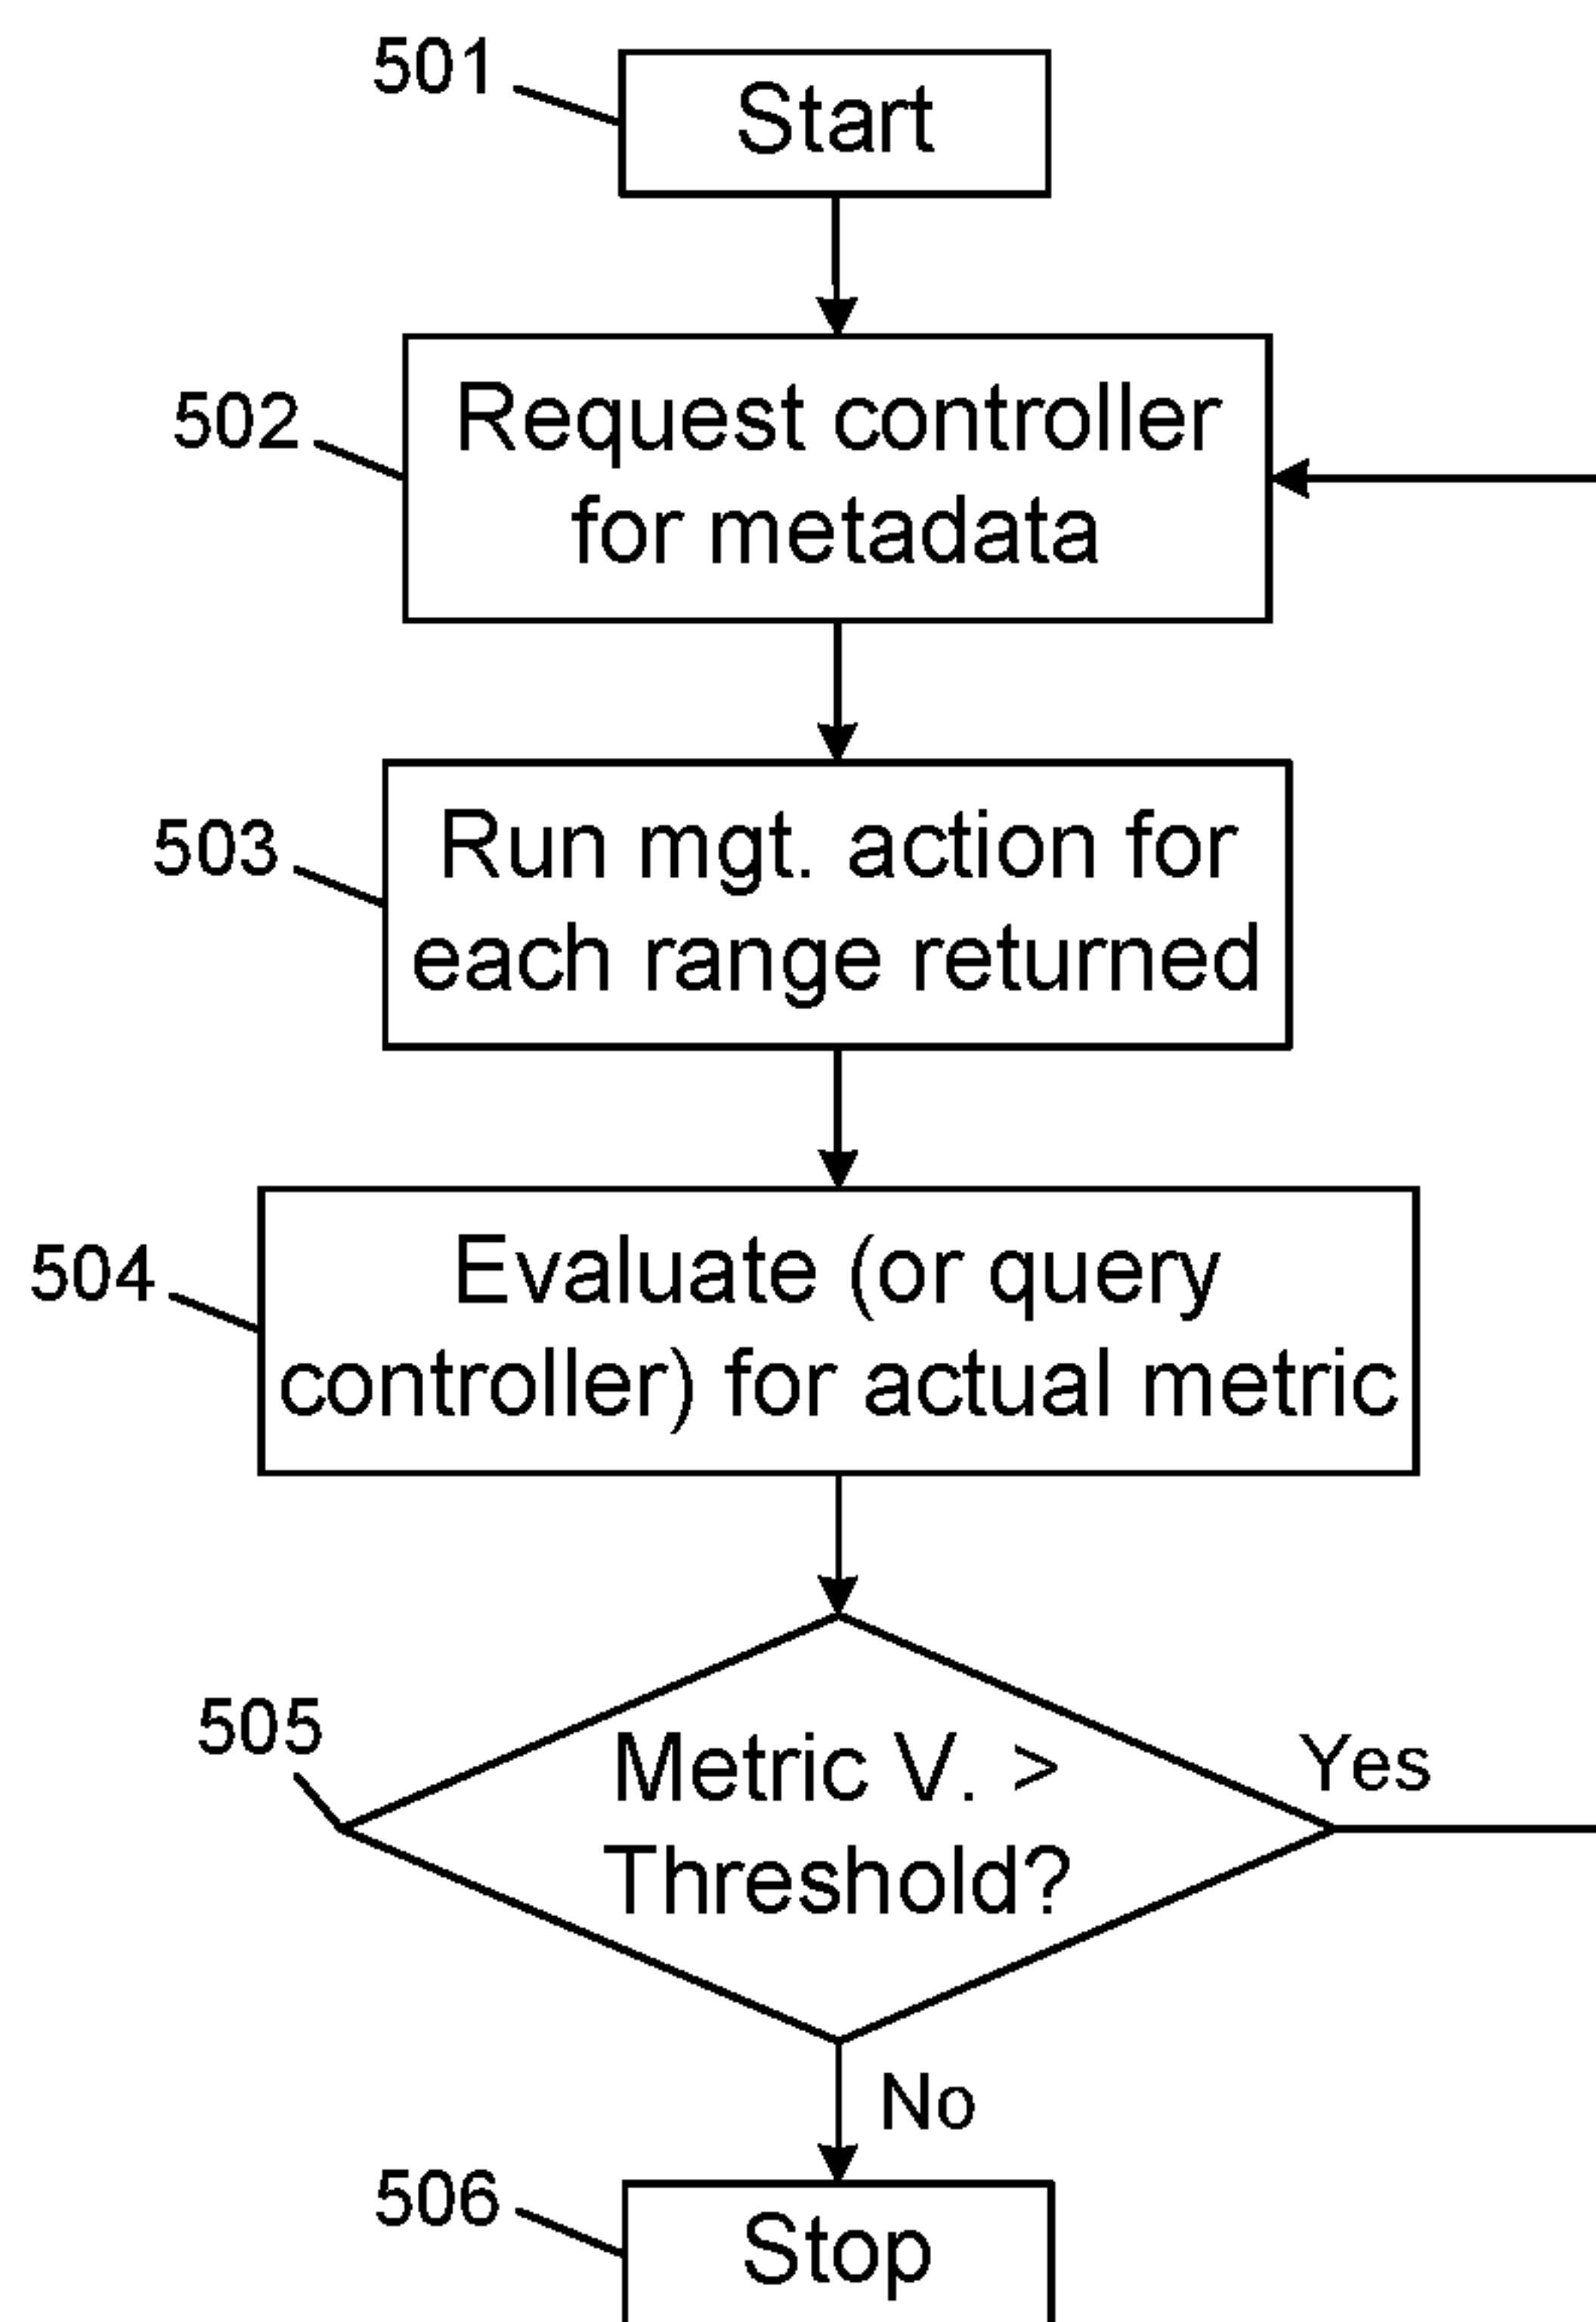 501
Start
502
Request controller
for metadata
503
Run mgt. action for
each range returned
504
Evaluate (or query
controller) for actual metric
505
Metric V. >
Threshold?
Yes
No
506
Stop